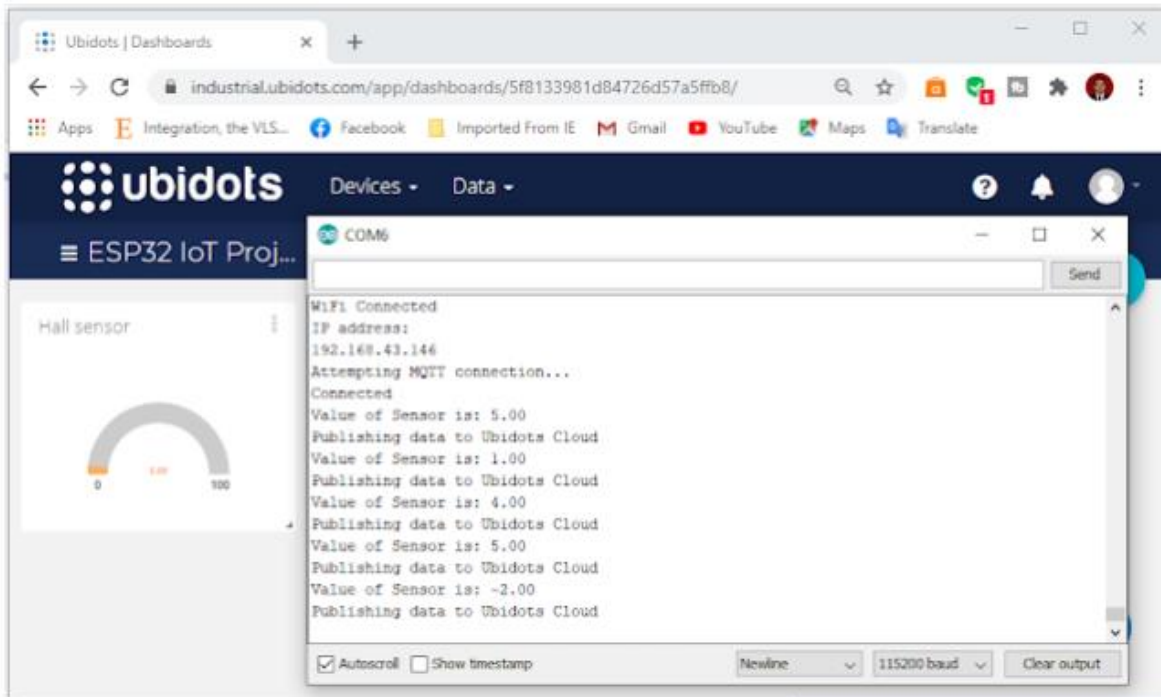 Ubidots | Dashboards
industrial.ubidots.com/app/dashboards/5f8133981d84726d57a5ffb8/
Apps Integration, the VLS... Facebook Imported From IE Gmail YouTube Maps Translate
ubidots Devices Data
ESP32 IoT Proj...
COM6
Send
Hall sensor
0 100
WiFi Connected
IP address:
192.168.43.146
Attempting MQTT connection...
Connected
Value of Sensor is: 5.00
Publishing data to Ubidots Cloud
Value of Sensor is: 1.00
Publishing data to Ubidots Cloud
Value of Sensor is: 4.00
Publishing data to Ubidots Cloud
Value of Sensor is: 5.00
Publishing data to Ubidots Cloud
Value of Sensor is: -2.00
Publishing data to Ubidots Cloud
Autoscroll Show timestamp Newline 115200 baud Clear output